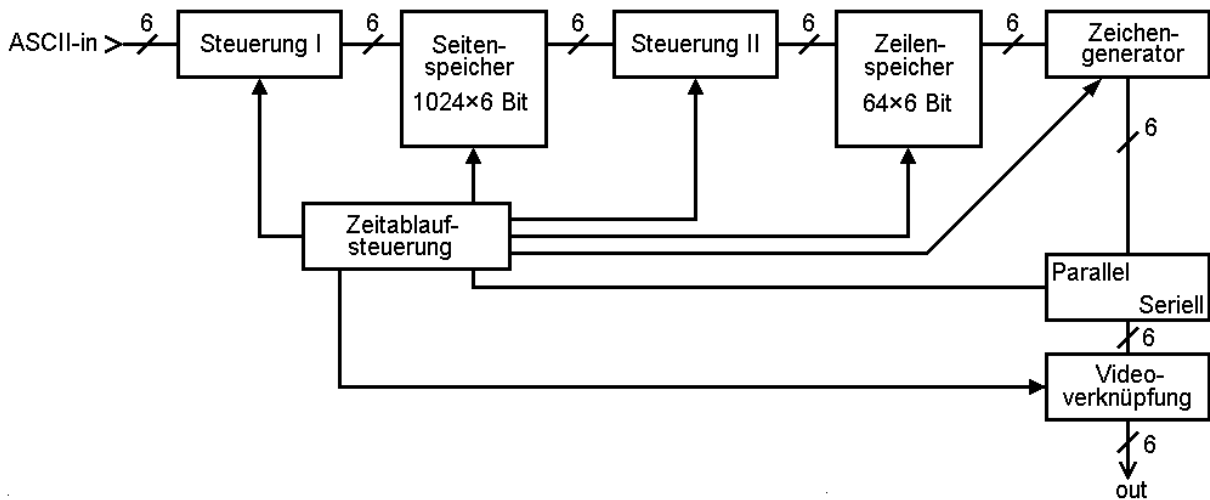 ASCII-in
6
Steuerung I
6
Seiten-
speicher
1024×6 Bit
6
Steuerung II
6
Zeilen-
speicher
64×6 Bit
6
Zeichen-
generator
6
Zeitablauf-
steuerung
Parallel
Seriell
6
Video-
verknüpfung
6
out